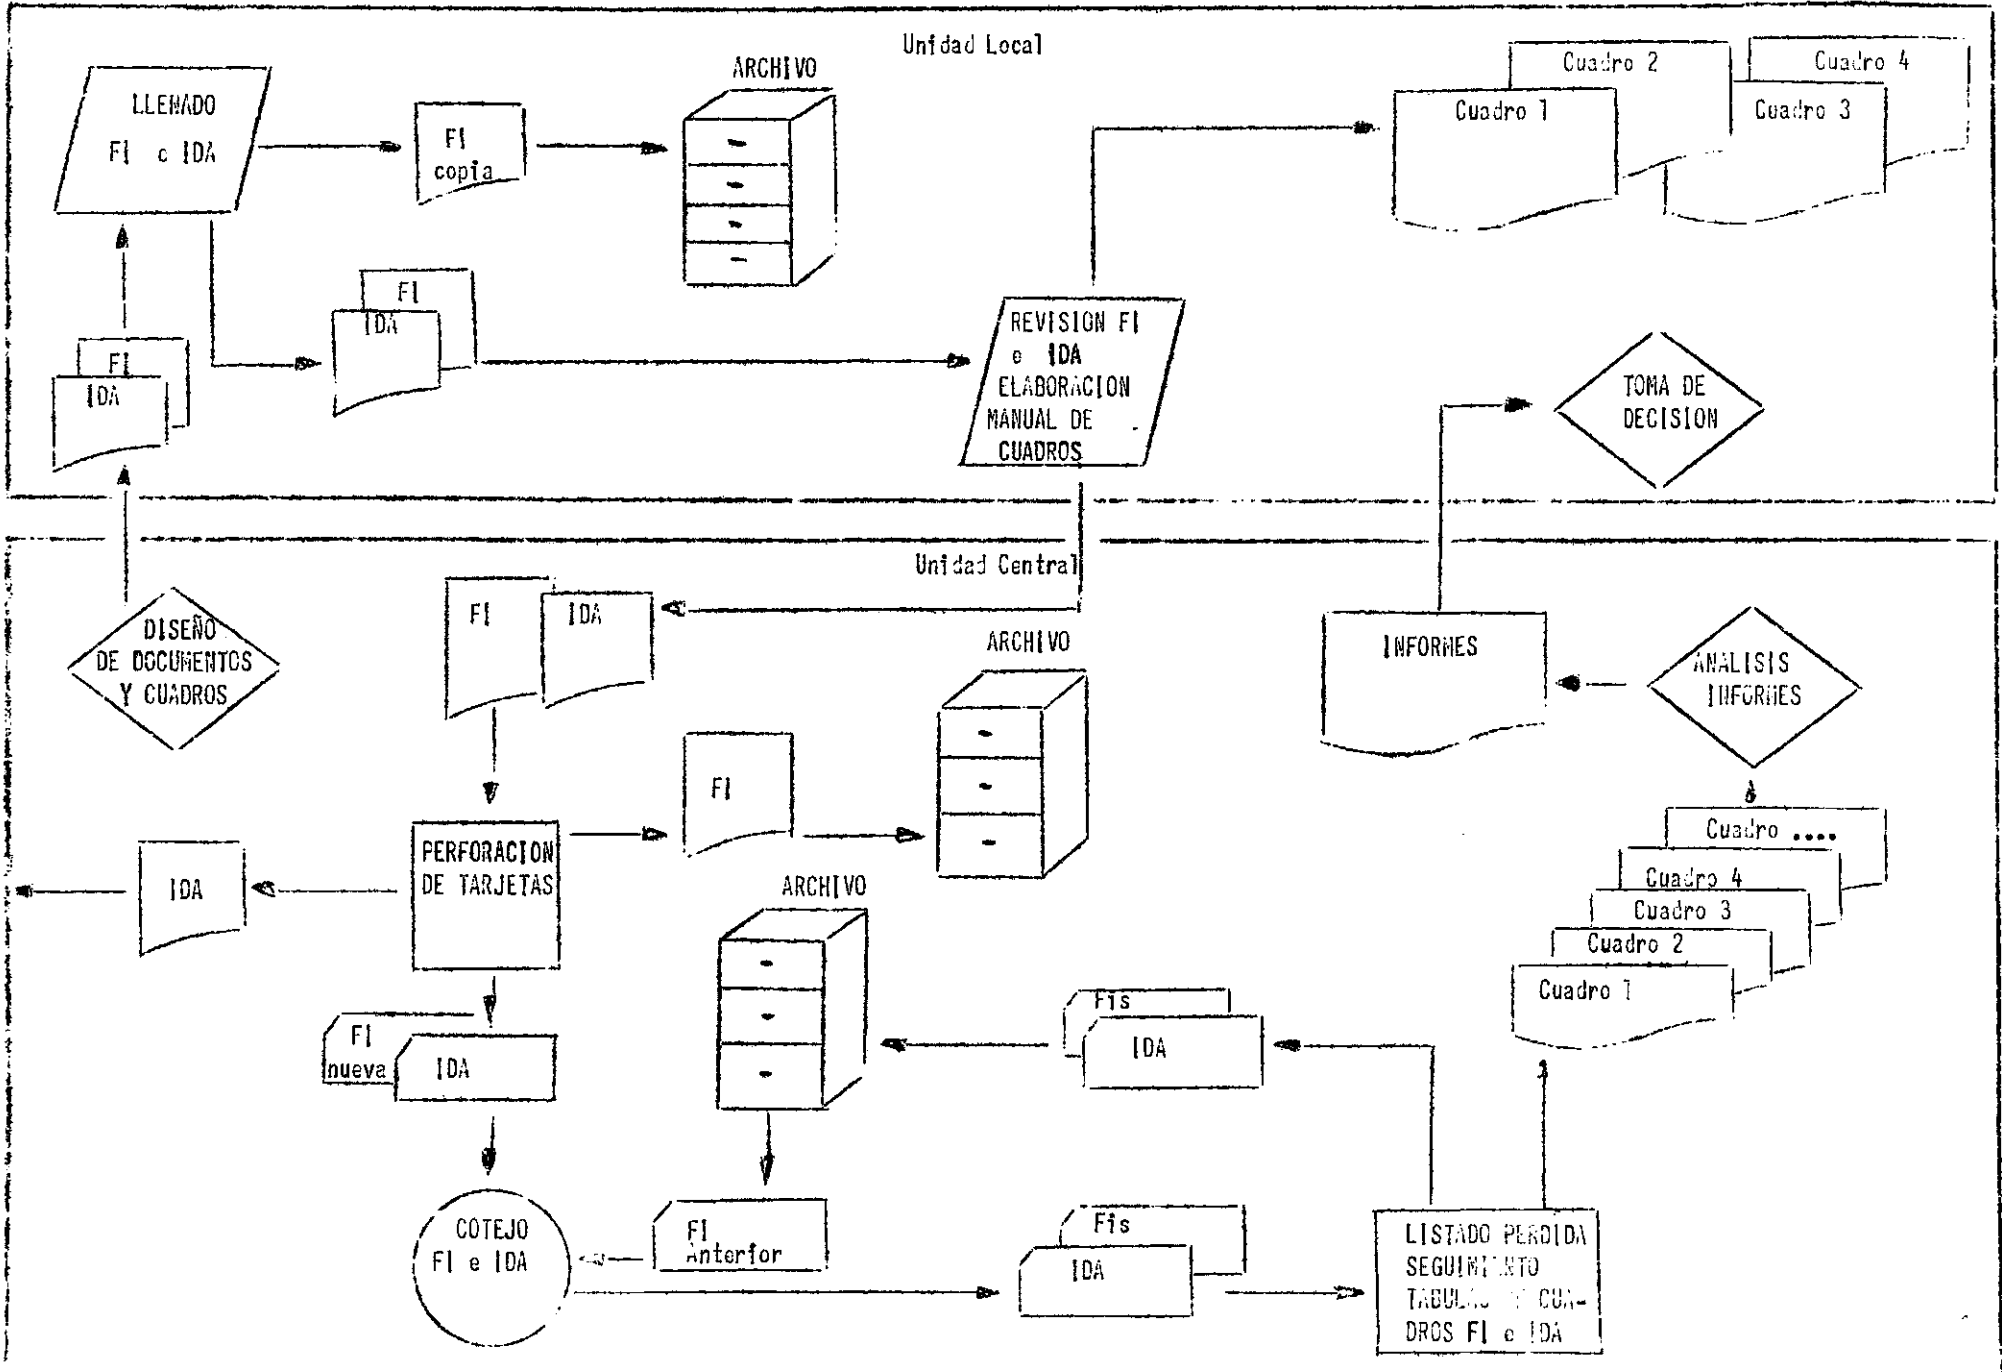 Unidad Local
LLENADO
FI e IDA
FI
copia
ARCHIVO
Cuadro 1
Cuadro 2
Cuadro 3
Cuadro 4
FI
IDA
FI
IDA
REVISION FI
e IDA
ELABORACION
MANUAL DE
CUADROS
TOMA DE
DECISION
Unidad Central
DISEÑO
DE DOCUMENTOS
Y CUADROS
FI
IDA
ARCHIVO
INFORMES
ANALISIS
INFORMES
FI
PERFORACION
DE TARJETAS
IDA
ARCHIVO
Cuadro ....
Cuadro 4
Cuadro 3
Cuadro 2
Cuadro 1
FI
nueva
IDA
Fis
IDA
COTEJO
FI e IDA
FI
Anterior
Fis
IDA
LISTADO PERDIDA
SEGUIMIENTO
CUA-
DROS FI e IDA